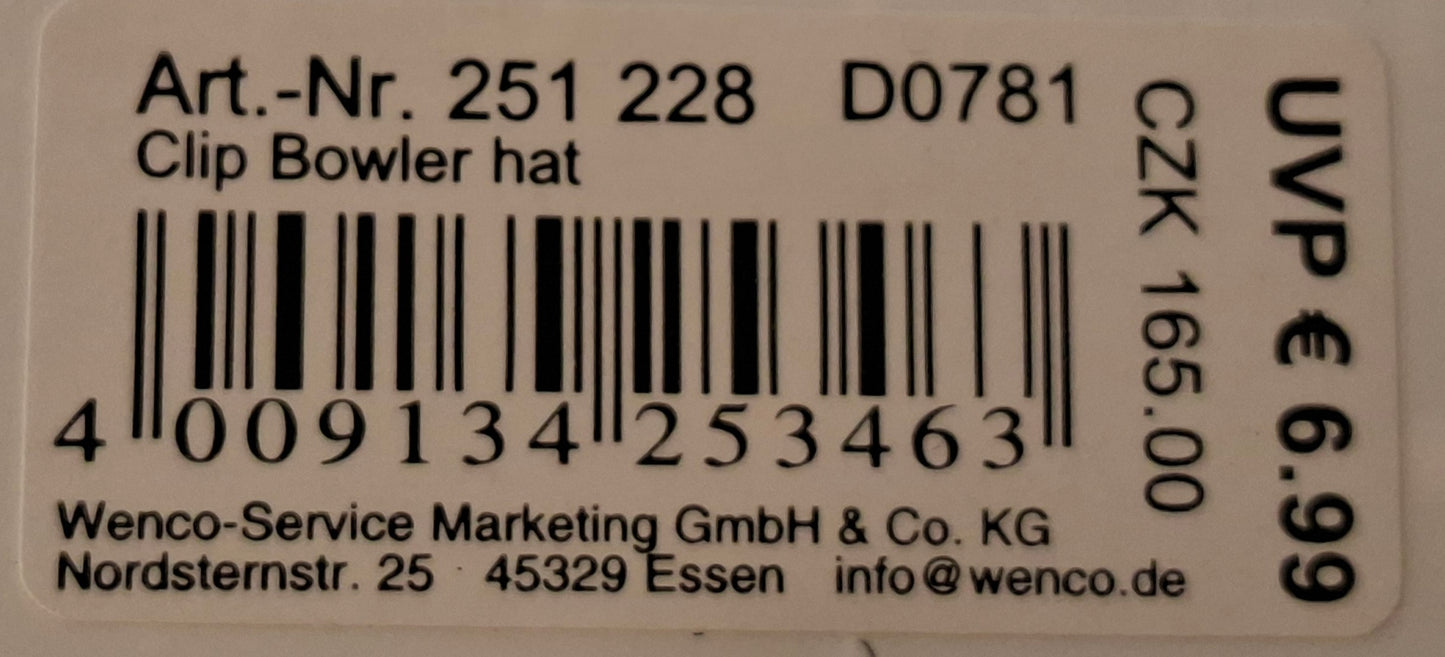 Art.-Nr. 251 228 D0781
Clip Bowler hat
4 009134 253463
Wenco-Service Marketing GmbH & Co. KG
Nordsternstr. 25 · 45329 Essen info@wenco.de
CZK 165.00
UVP € 6.99